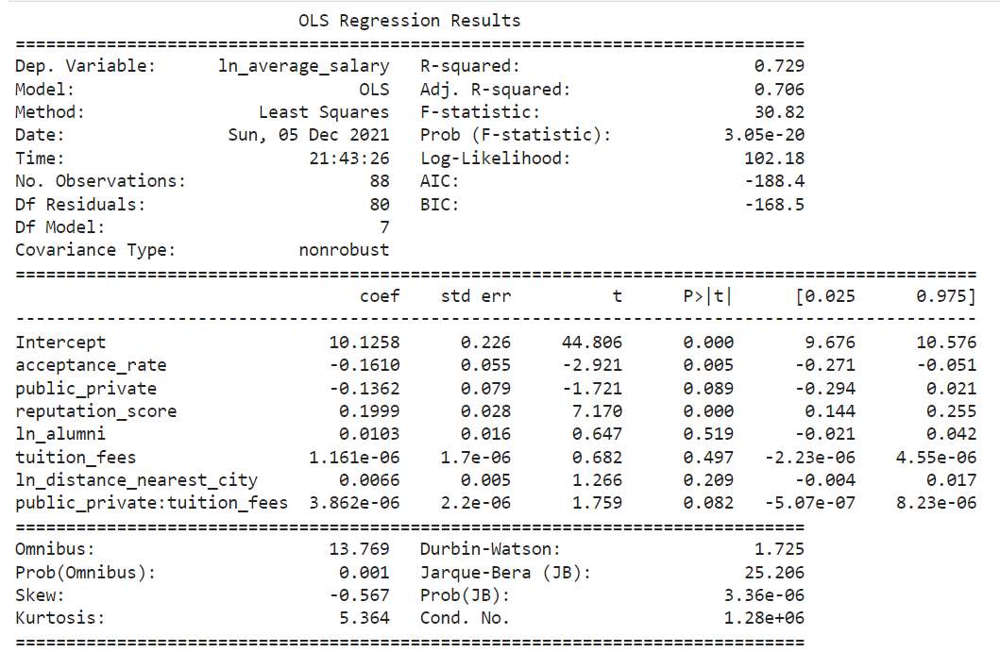 OLS Regression Results
==============================================================================
Dep. Variable: ln_average_salary R-squared: 0.729
Model: OLS Adj. R-squared: 0.706
Method: Least Squares F-statistic: 30.82
Date: Sun, 05 Dec 2021 Prob (F-statistic): 3.05e-20
Time: 21:43:26 Log-Likelihood: 102.18
No. Observations: 88 AIC: -188.4
Df Residuals: 80 BIC: -168.5
Df Model: 7
Covariance Type: nonrobust
===============================================================================================
coef std err t P>|t| [0.025 0.975]
-----------------------------------------------------------------------------------------------
Intercept 10.1258 0.226 44.806 0.000 9.676 10.576
acceptance_rate -0.1610 0.055 -2.921 0.005 -0.271 -0.051
public_private -0.1362 0.079 -1.721 0.089 -0.294 0.021
reputation_score 0.1999 0.028 7.170 0.000 0.144 0.255
ln_alumni 0.0103 0.016 0.647 0.519 -0.021 0.042
tuition_fees 1.161e-06 1.7e-06 0.682 0.497 -2.23e-06 4.55e-06
ln_distance_nearest_city 0.0066 0.005 1.266 0.209 -0.004 0.017
public_private:tuition_fees 3.862e-06 2.2e-06 1.759 0.082 -5.07e-07 8.23e-06
==============================================================================
Omnibus: 13.769 Durbin-Watson: 1.725
Prob(Omnibus): 0.001 Jarque-Bera (JB): 25.206
Skew: -0.567 Prob(JB): 3.36e-06
Kurtosis: 5.364 Cond. No. 1.28e+06
==============================================================================